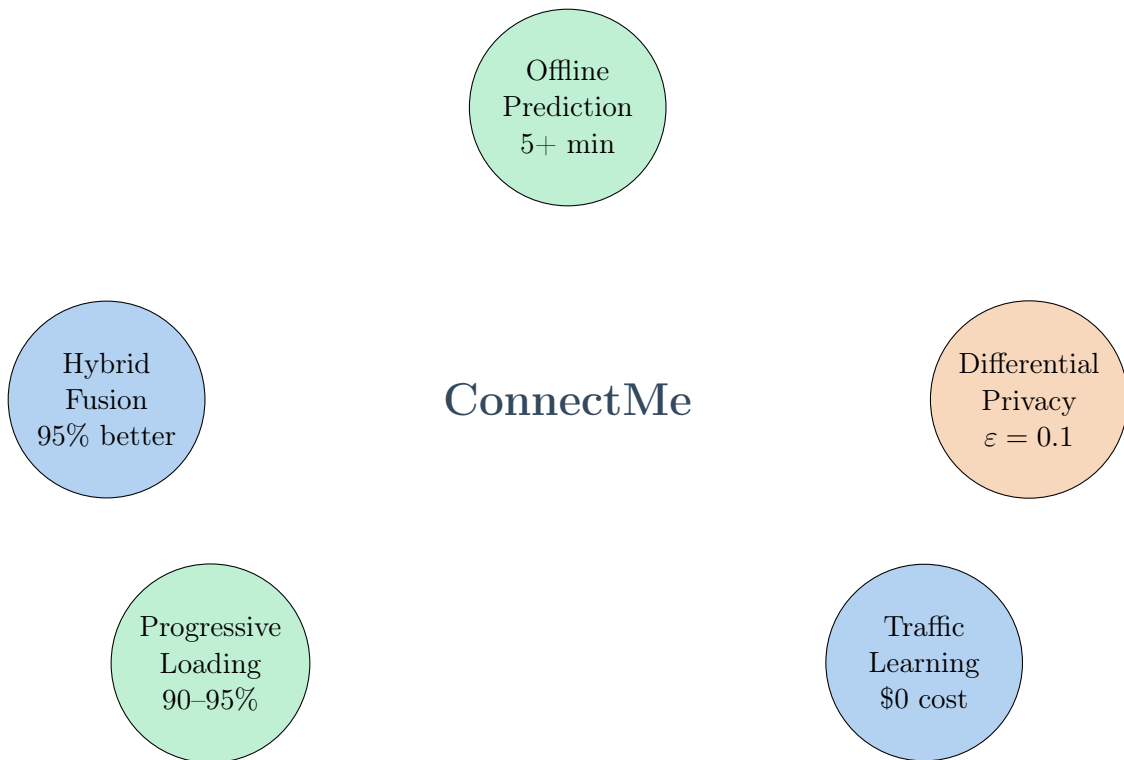 Offline
Prediction
5+ min
Hybrid
Fusion
95% better
ConnectMe
Differential
Privacy
ε = 0.1
Progressive
Loading
90–95%
Traffic
Learning
$0 cost